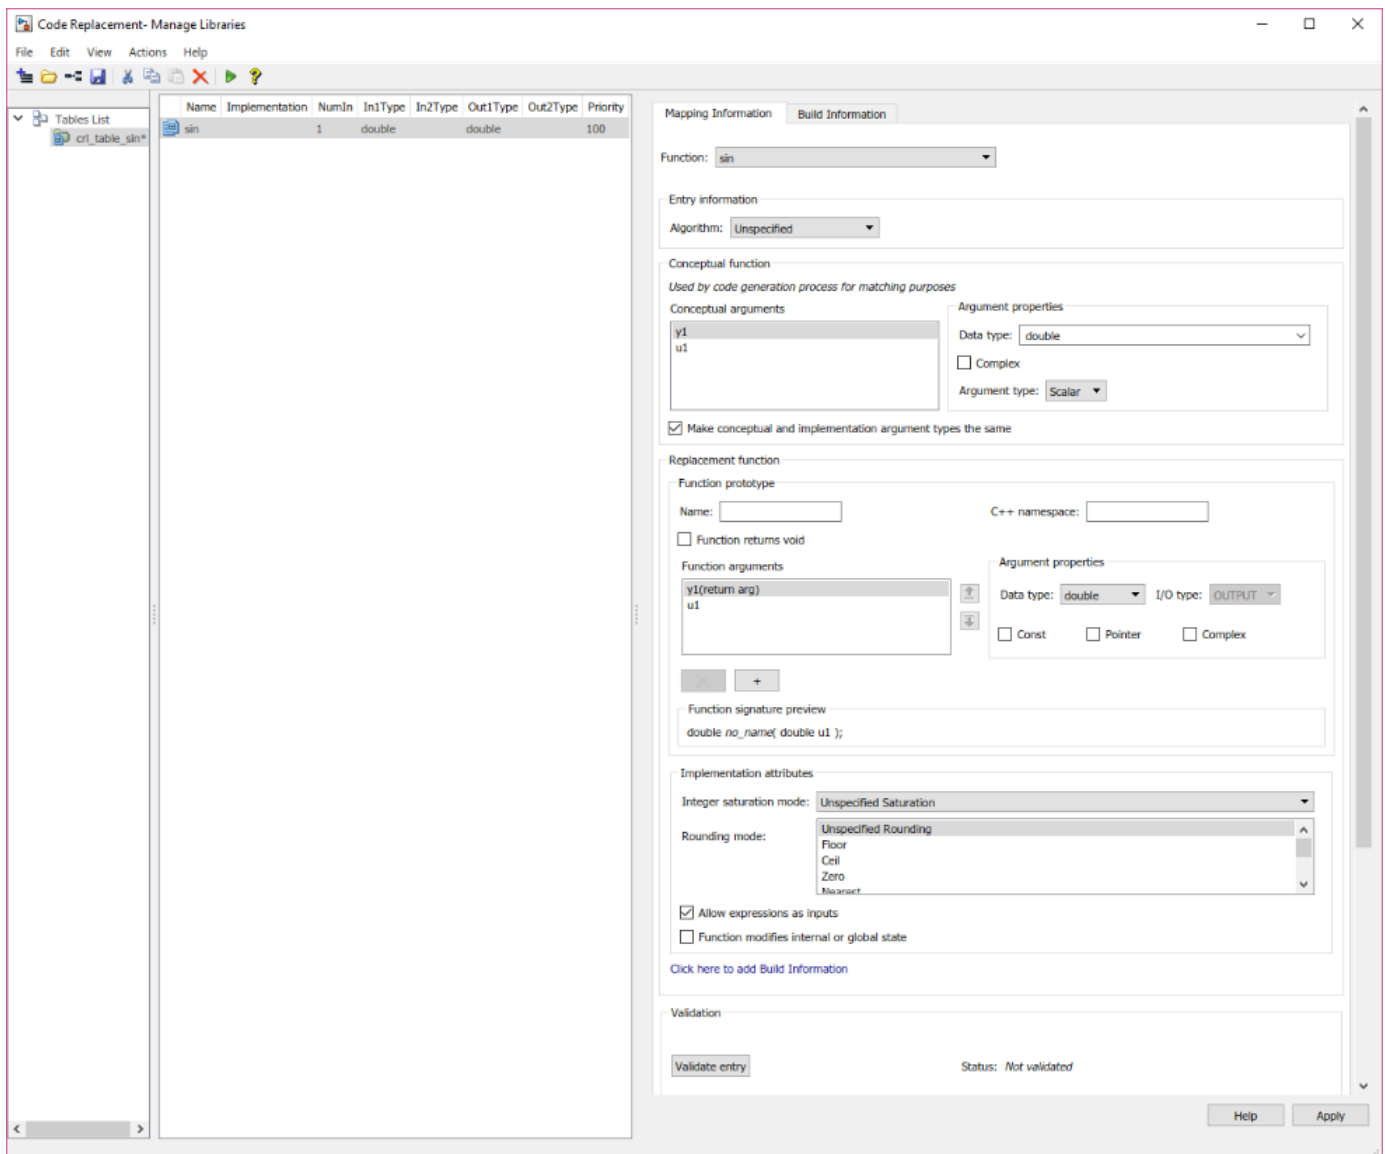 Code Replacement- Manage Libraries
File Edit View Actions Help
Tables List
crl_table_sin*
Name Implementation NumIn In1Type In2Type Out1Type Out2Type Priority
sin 1 double double 100
Mapping Information Build Information
Function: sin
Entry information
Algorithm: Unspecified
Conceptual function
Used by code generation process for matching purposes
Conceptual arguments
y1
u1
Argument properties
Data type: double
Complex
Argument type: Scalar
Make conceptual and implementation argument types the same
Replacement function
Function prototype
Name: C++ namespace:
Function returns void
Function arguments
y1(return arg)
u1
Argument properties
Data type: double I/O type: OUTPUT
Const Pointer Complex
+
Function signature preview
double no_name( double u1 );
Implementation attributes
Integer saturation mode: Unspecified Saturation
Rounding mode:
Unspecified Rounding
Floor
Ceil
Zero
Nearest
Allow expressions as inputs
Function modifies internal or global state
Click here to add Build Information
Validation
Validate entry Status: Not validated
Help Apply